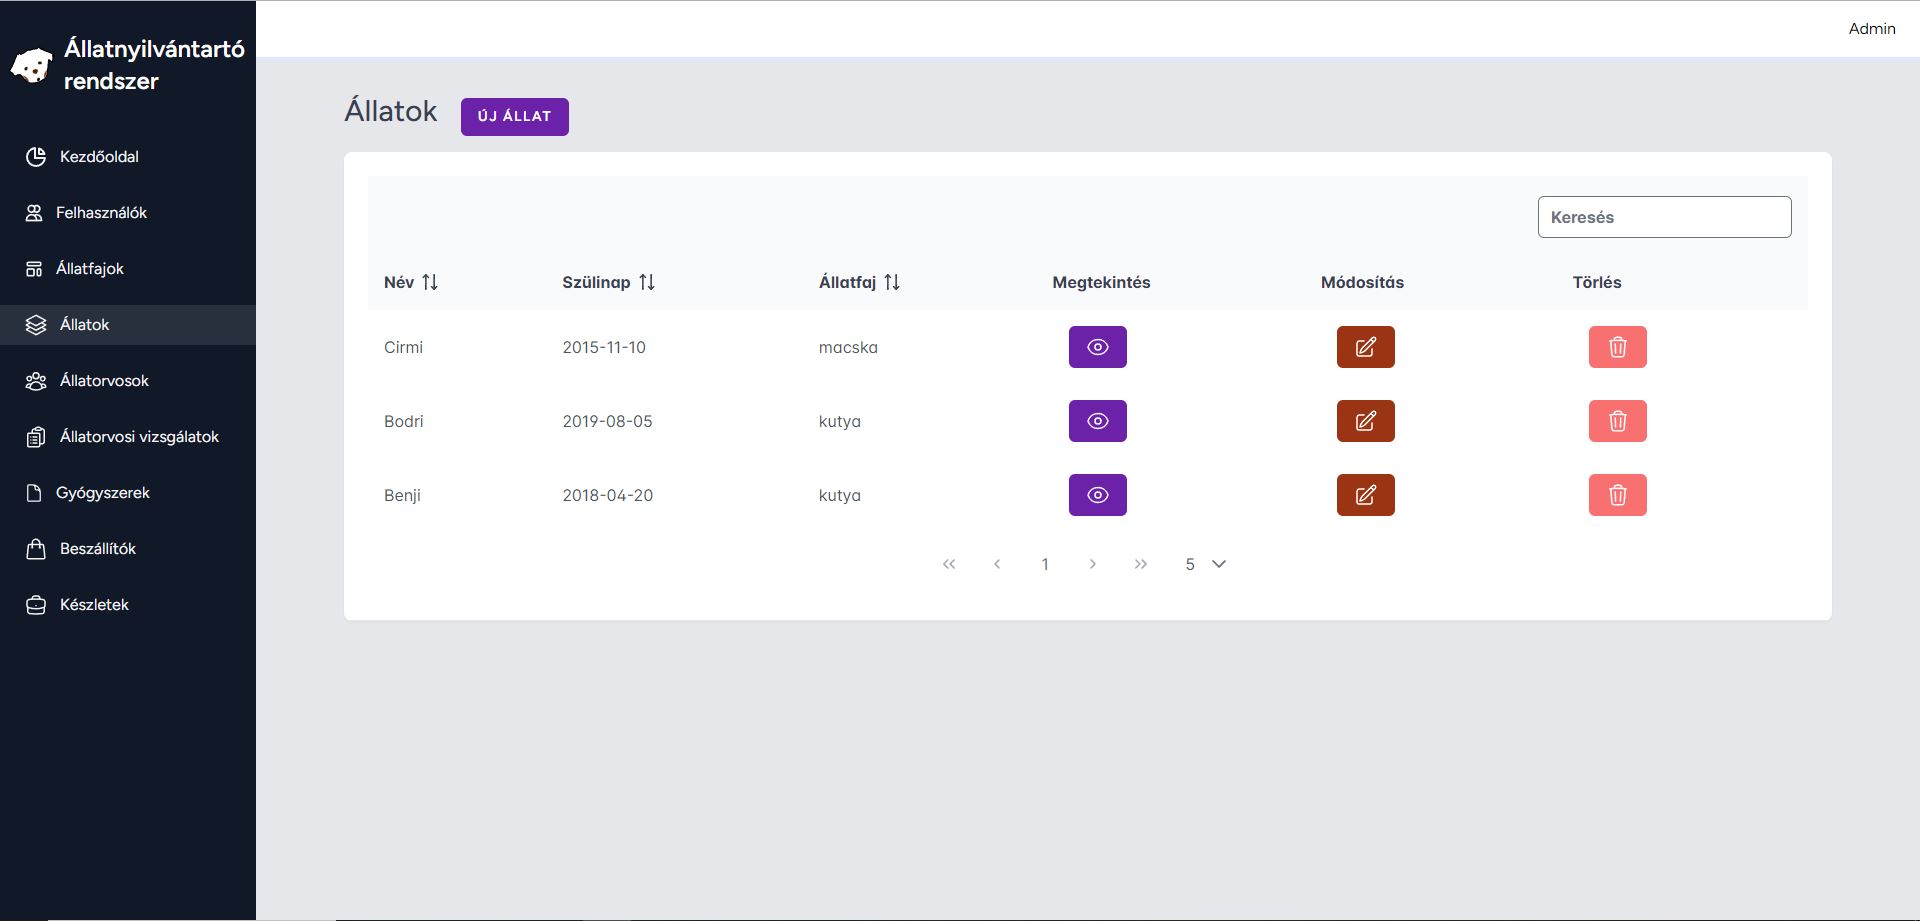 Állatnyilvántartó
rendszer
Admin
Kezdőoldal
Felhasználók
Állatfajok
Állatok
Állatorvosok
Állatorvosi vizsgálatok
Gyógyszerek
Beszállítók
Készletek
Állatok ÚJ ÁLLAT
Keresés
Név Szülinap Állatfaj Megtekintés Módosítás Törlés
Cirmi 2015-11-10 macska
Bodri 2019-08-05 kutya
Benji 2018-04-20 kutya
1 5